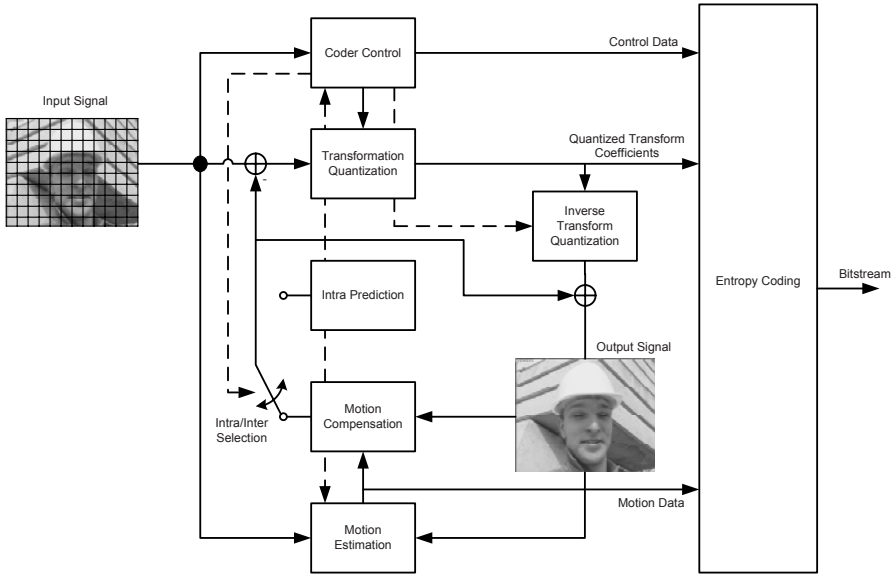 Coder Control
Control Data
Input Signal
Transformation
Quantization
Quantized Transform
Coefficients
-
Inverse
Transform
Quantization
Entropy Coding
Bitstream
Intra Prediction
Output Signal
Motion
Compensation
Intra/Inter
Selection
Motion Data
Motion
Estimation